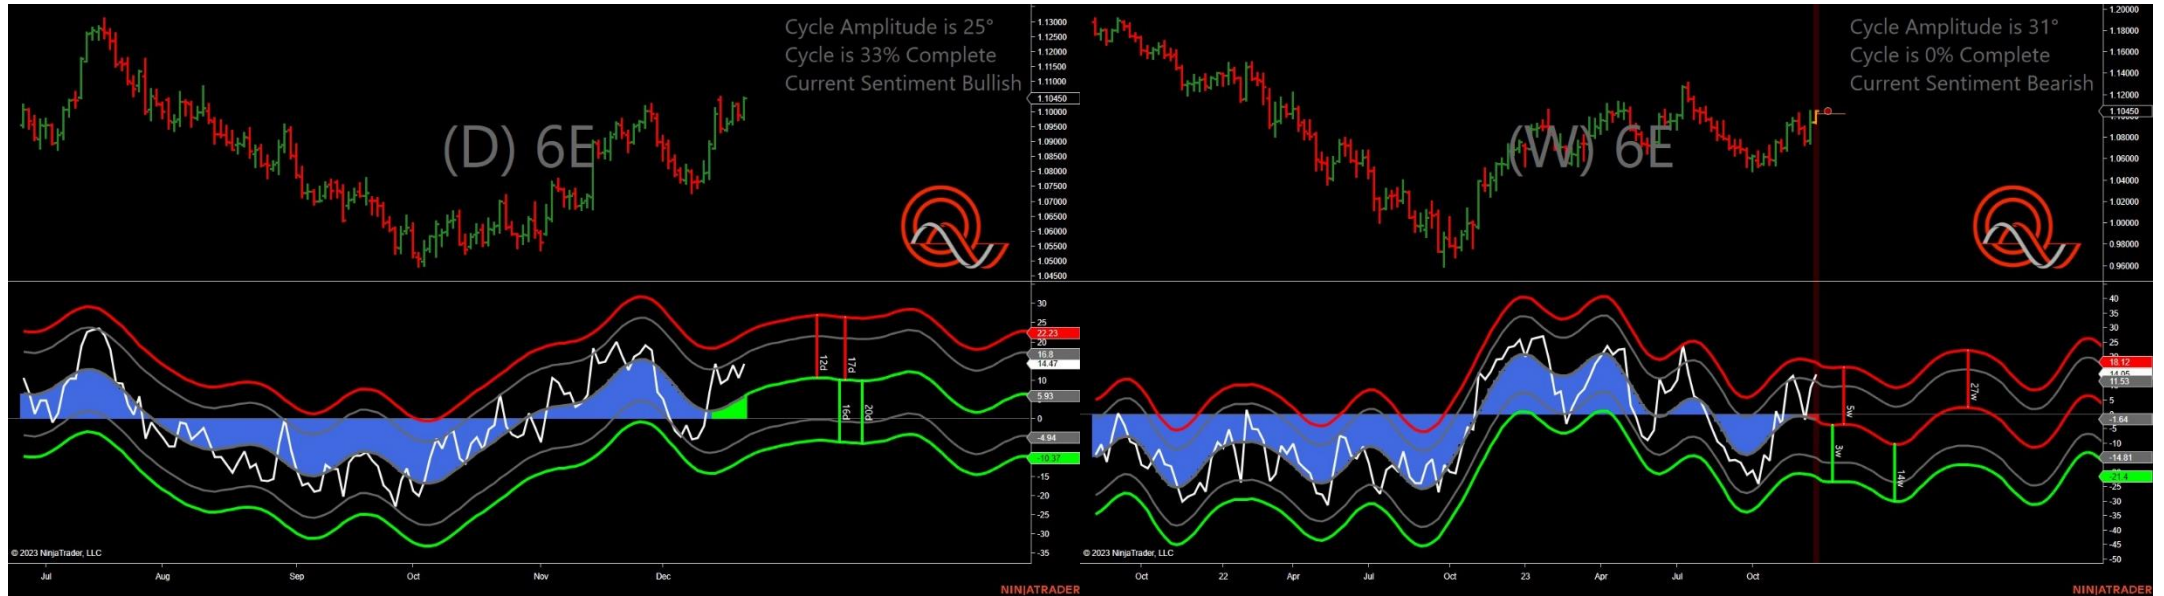 Cycle Amplitude is 25°
Cycle is 33% Complete
Current Sentiment Bullish
(D) 6E
1.13000
1.12500
1.12000
1.11500
1.11000
1.10450
1.10000
1.09500
1.09000
1.08500
1.08000
1.07500
1.07000
1.06500
1.06000
1.05500
1.05000
1.04500
30
25
22.23
20
16.8
14.47
10
5.93
0
-4.94
-10.37
-15
-20
-25
-30
-35
12d
17d
16d
20d
© 2023 NinjaTrader, LLC
Jul
Aug
Sep
Oct
Nov
Dec
NINJATRADER
Cycle Amplitude is 31°
Cycle is 0% Complete
Current Sentiment Bearish
(W) 6E
1.20000
1.18000
1.16000
1.14000
1.12000
1.10450
1.08000
1.06000
1.04000
1.02000
1.00000
0.98000
0.96000
40
35
30
25
18.12
14.05
11.53
5
-1.64
-5
-10
-14.81
-21.4
-25
-30
-35
-40
-45
-50
5w
27w
3w
14w
© 2023 NinjaTrader, LLC
Oct
22
Apr
Jul
Oct
23
Apr
Jul
Oct
NINJATRADER